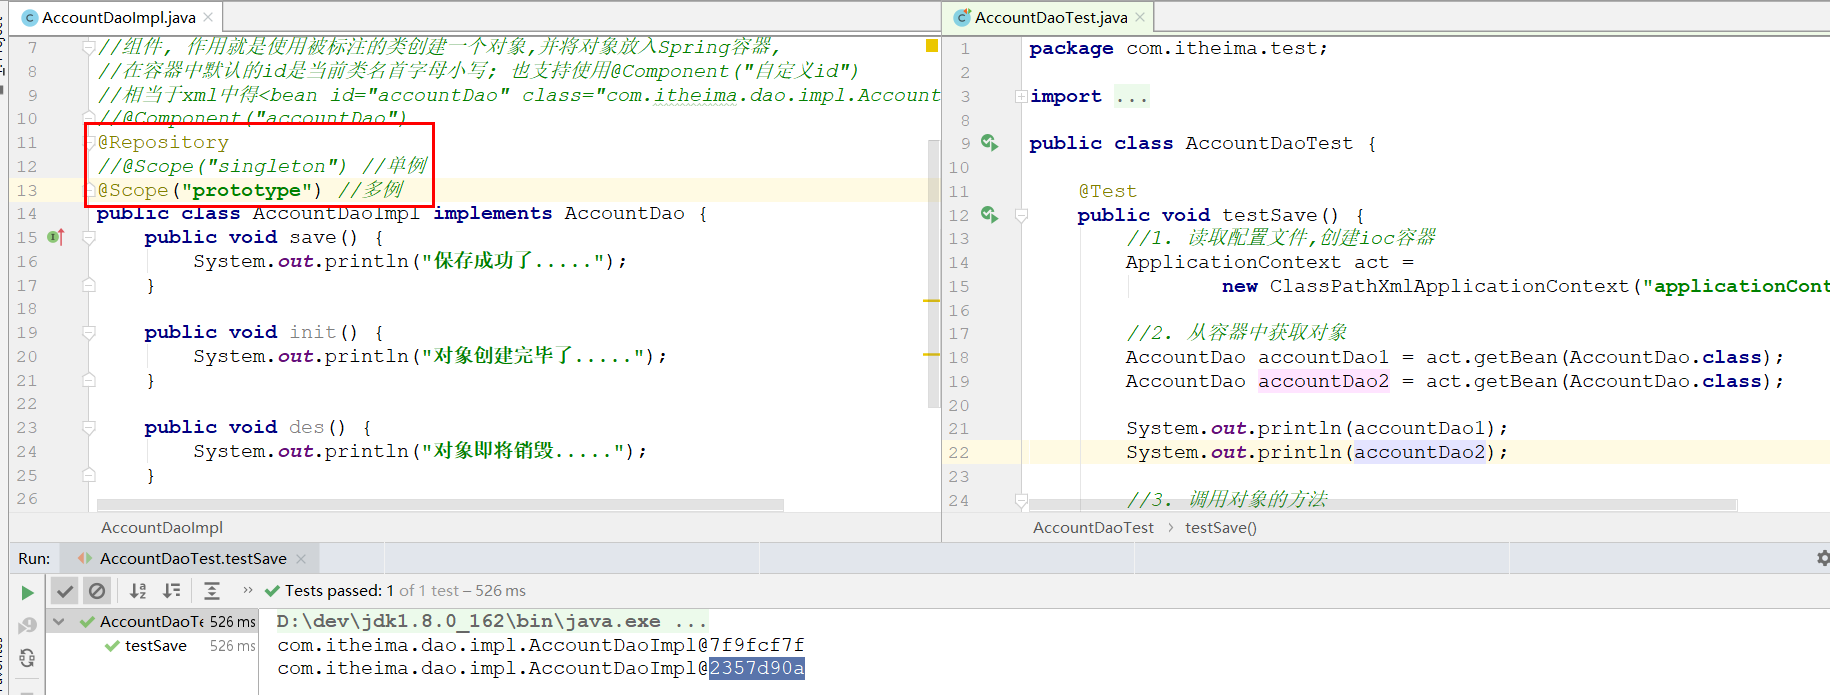 AccountDaoImpl.java
7 //组件, 作用就是使用被标注的类创建一个对象,并将对象放入Spring容器,
8 //在容器中默认的id是当前类名首字母小写; 也支持使用@Component("自定义id")
9 //相当于xml中得<bean id="accountDao" class="com.itheima.dao.impl.Account
10 //@Component("accountDao")
11 @Repository
12 //@Scope("singleton") //单例
13 @Scope("prototype") //多例
14 public class AccountDaoImpl implements AccountDao {
15 public void save() {
16 System.out.println("保存成功了.....");
17 }
18
19 public void init() {
20 System.out.println("对象创建完毕了.....");
21 }
22
23 public void des() {
24 System.out.println("对象即将销毁.....");
25 }
26
AccountDaoImpl
AccountDaoTest.java
1 package com.itheima.test;
2
3 import ...
8
9 public class AccountDaoTest {
10
11 @Test
12 public void testSave() {
13 //1. 读取配置文件,创建ioc容器
14 ApplicationContext act =
15 new ClassPathXmlApplicationContext("applicationCont
16
17 //2. 从容器中获取对象
18 AccountDao accountDao1 = act.getBean(AccountDao.class);
19 AccountDao accountDao2 = act.getBean(AccountDao.class);
20
21 System.out.println(accountDao1);
22 System.out.println(accountDao2);
23
24 //3. 调用对象的方法
AccountDaoTest › testSave()
Run: AccountDaoTest.testSave
» Tests passed: 1 of 1 test – 526 ms
AccountDaoTe 526 ms
testSave 526 ms
D:\dev\jdk1.8.0_162\bin\java.exe ...
com.itheima.dao.impl.AccountDaoImpl@7f9fcf7f
com.itheima.dao.impl.AccountDaoImpl@2357d90a